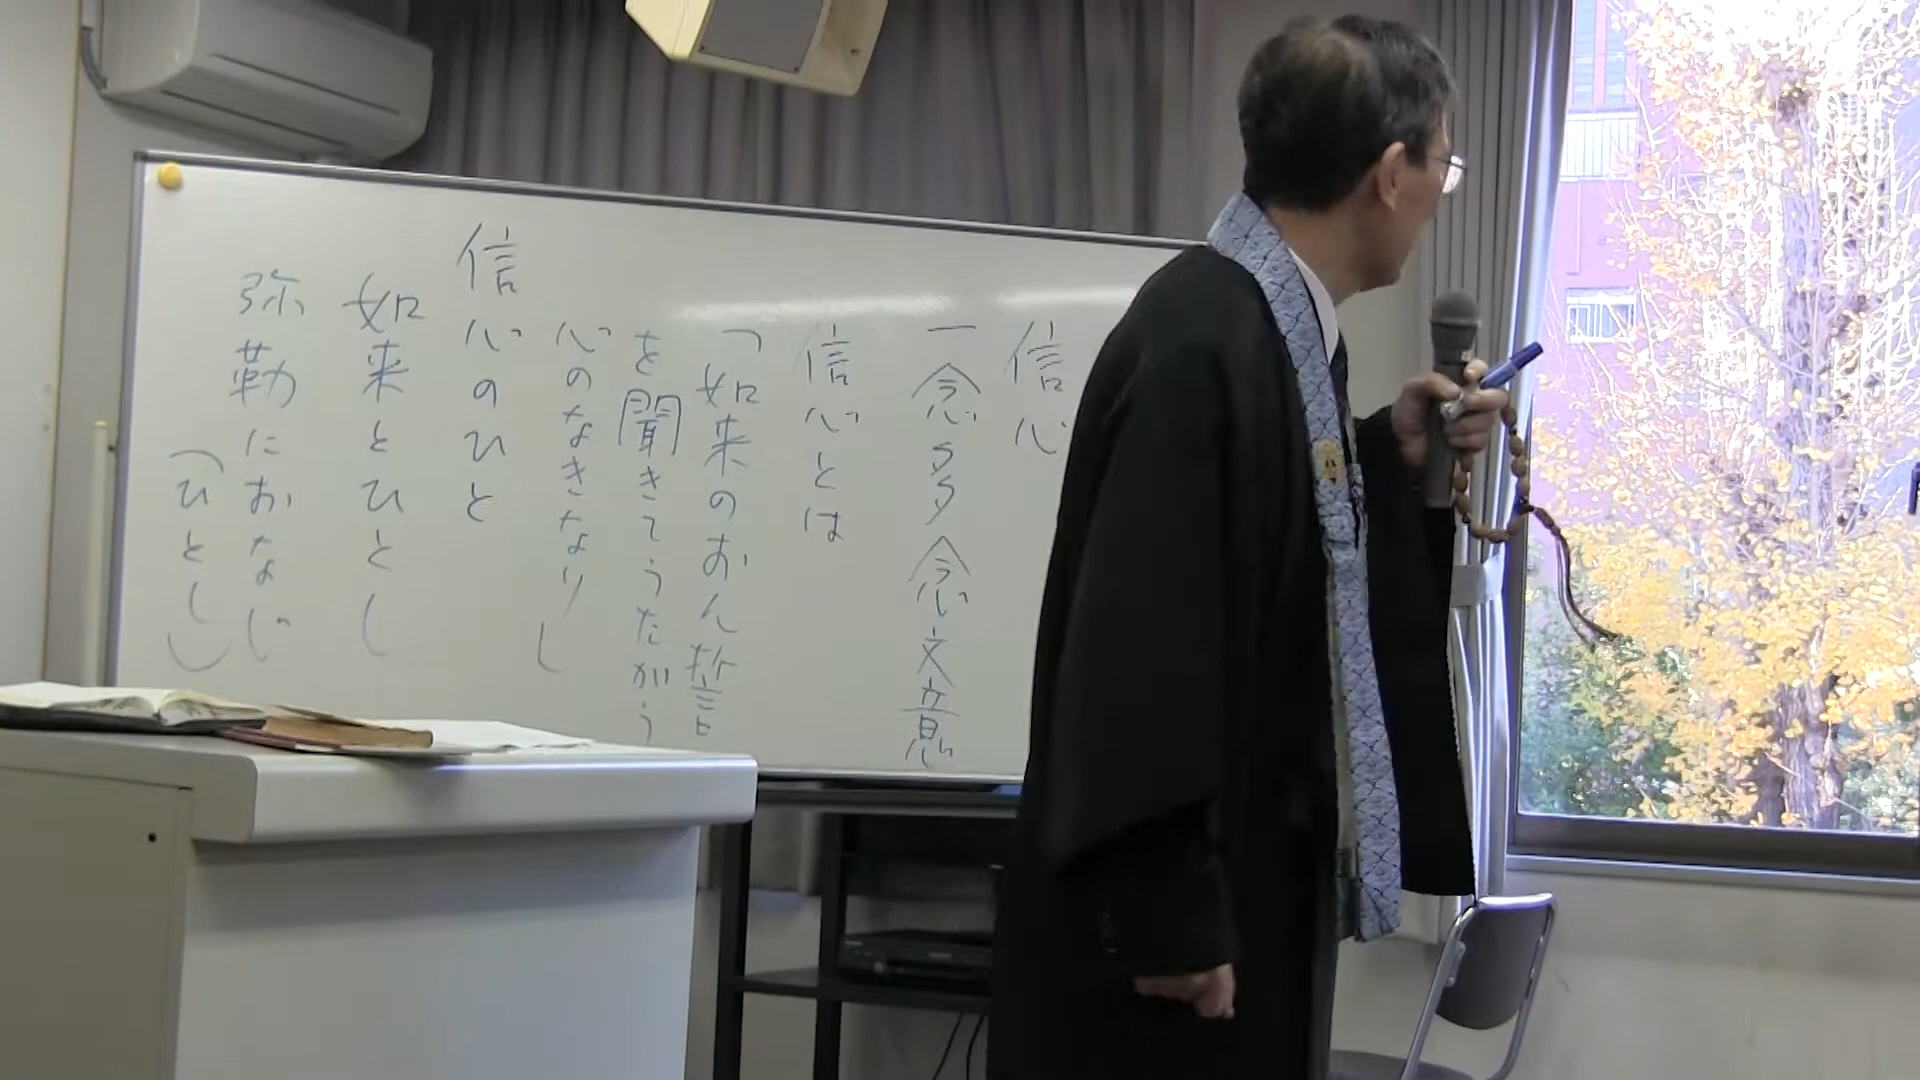 信心
一念多念文意
信心とは
「如来のおん誓
を聞きてうたがう
心のなきなり」
信心のひと
如来とひとし
弥勒におなじ
(ひとし)